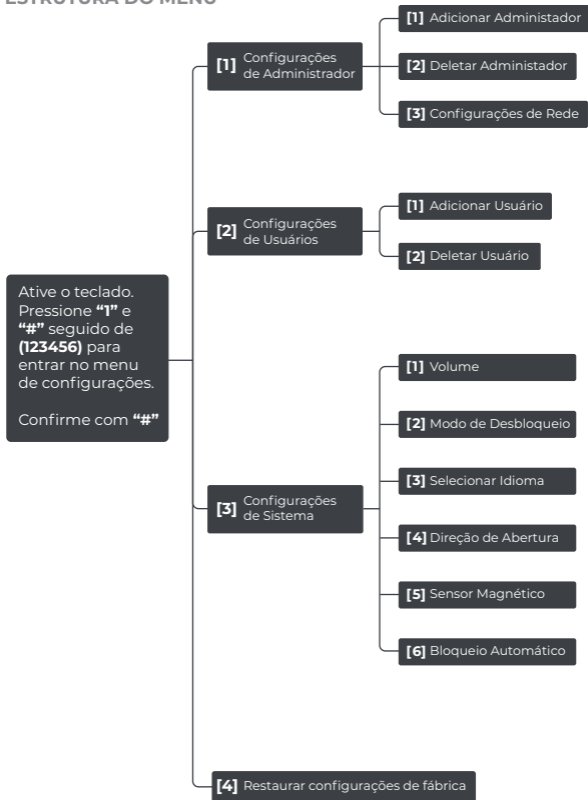 ESTRUTURA DO MENU
Ative o teclado.
Pressione “1” e
“#” seguido de
(123456) para
entrar no menu
de configurações.
Confirme com “#”
[1] Configurações
de Administrador
[1] Adicionar Administador
[2] Deletar Administador
[3] Configurações de Rede
[2] Configurações
de Usuários
[1] Adicionar Usuário
[2] Deletar Usuário
[3] Configurações
de Sistema
[1] Volume
[2] Modo de Desbloqueio
[3] Selecionar Idioma
[4] Direção de Abertura
[5] Sensor Magnético
[6] Bloqueio Automático
[4] Restaurar configurações de fábrica